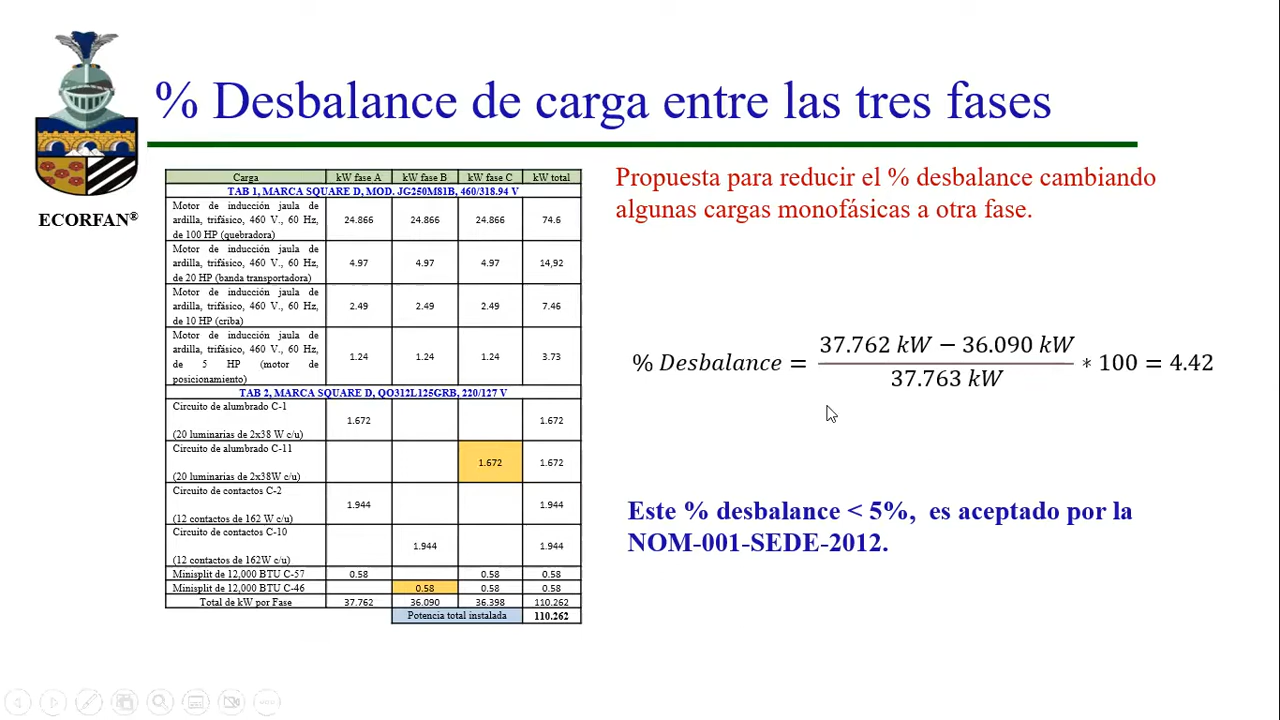 % Desbalance de carga entre las tres fases
ECORFAN®
Carga kW fase A kW fase B kW fase C kW total
TAB 1, MARCA SQUARE D, MOD. JG250M81B, 460/318.94 V
Motor de inducción jaula de
ardilla, trifásico, 460 V., 60 Hz,
de 100 HP (quebradora)
24.866 24.866 24.866 74.6
Motor de inducción jaula de
ardilla, trifásico, 460 V., 60 Hz,
de 20 HP (banda transportadora)
4.97 4.97 4.97 14,92
Motor de inducción jaula de
ardilla, trifásico, 460 V., 60 Hz,
de 10 HP (criba)
2.49 2.49 2.49 7.46
Motor de inducción jaula de
ardilla, trifásico, 460 V., 60 Hz,
de 5 HP (motor de
posicionamiento)
1.24 1.24 1.24 3.73
TAB 2, MARCA SQUARE D, QO312L125GRB, 220/127 V
Circuito de alumbrado C-1
(20 luminarias de 2x38 W c/u)
1.672 1.672
Circuito de alumbrado C-11
(20 luminarias de 2x38W c/u)
1.672 1.672
Circuito de contactos C-2
(12 contactos de 162 W c/u)
1.944 1.944
Circuito de contactos C-10
(12 contactos de 162W c/u)
1.944 1.944
Minisplit de 12,000 BTU C-57 0.58 0.58 0.58
Minisplit de 12,000 BTU C-46 0.58 0.58 0.58
Total de kW por Fase 37.762 36.090 36.398 110.262
Potencia total instalada 110.262
Propuesta para reducir el % desbalance cambiando
algunas cargas monofásicas a otra fase.
37.762 kW − 36.090 kW
% Desbalance = ∗ 100 = 4.42
37.763 kW
Este % desbalance < 5%, es aceptado por la
NOM-001-SEDE-2012.